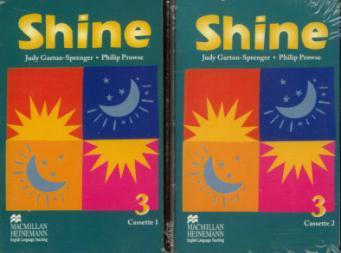 Shine
Judy Garton-Sprenger • Philip Prowse
3
Cassette 1
MACMILLAN
HEINEMANN
English Language Teaching
Shine
Judy Garton-Sprenger • Philip Prowse
3
Cassette 2
MACMILLAN
HEINEMANN
English Language Teaching